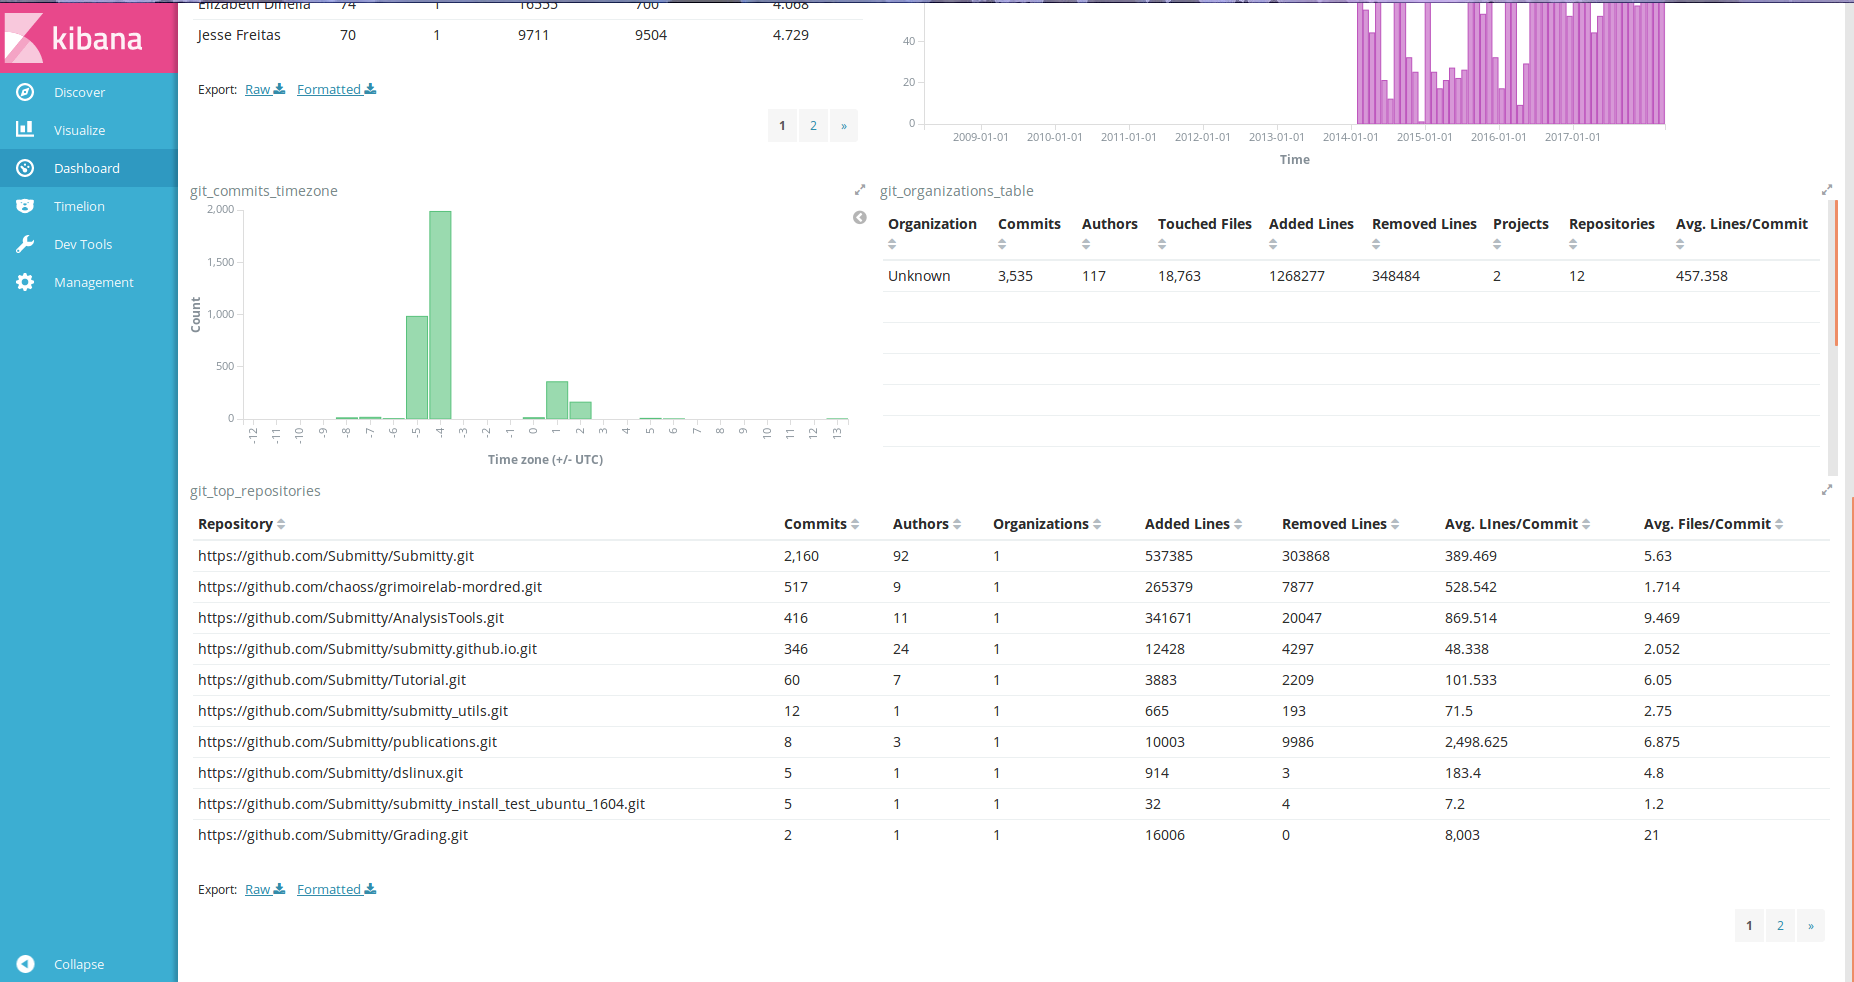 kibana
Discover
Visualize
Dashboard
Timelion
Dev Tools
Management
Collapse
Elizabeth Dinella 74 1 16555 700 4.068
Jesse Freitas 70 1 9711 9504 4.729
Export: Raw Formatted
1 2 »
40
20
0
2009-01-01 2010-01-01 2011-01-01 2012-01-01 2013-01-01 2014-01-01 2015-01-01 2016-01-01 2017-01-01
Time
git_commits_timezone
2,000
1,500
1,000
500
0
Count
-12 -11 -10 -9 -8 -7 -6 -5 -4 -3 -2 -1 0 1 2 3 4 5 6 7 8 9 10 11 12 13
Time zone (+/- UTC)
git_organizations_table
Organization Commits Authors Touched Files Added Lines Removed Lines Projects Repositories Avg. Lines/Commit
Unknown 3,535 117 18,763 1268277 348484 2 12 457.358
git_top_repositories
Repository Commits Authors Organizations Added Lines Removed Lines Avg. LInes/Commit Avg. Files/Commit
https://github.com/Submitty/Submitty.git 2,160 92 1 537385 303868 389.469 5.63
https://github.com/chaoss/grimoirelab-mordred.git 517 9 1 265379 7877 528.542 1.714
https://github.com/Submitty/AnalysisTools.git 416 11 1 341671 20047 869.514 9.469
https://github.com/Submitty/submitty.github.io.git 346 24 1 12428 4297 48.338 2.052
https://github.com/Submitty/Tutorial.git 60 7 1 3883 2209 101.533 6.05
https://github.com/Submitty/submitty_utils.git 12 1 1 665 193 71.5 2.75
https://github.com/Submitty/publications.git 8 3 1 10003 9986 2,498.625 6.875
https://github.com/Submitty/dslinux.git 5 1 1 914 3 183.4 4.8
https://github.com/Submitty/submitty_install_test_ubuntu_1604.git 5 1 1 32 4 7.2 1.2
https://github.com/Submitty/Grading.git 2 1 1 16006 0 8,003 21
Export: Raw Formatted
1 2 »